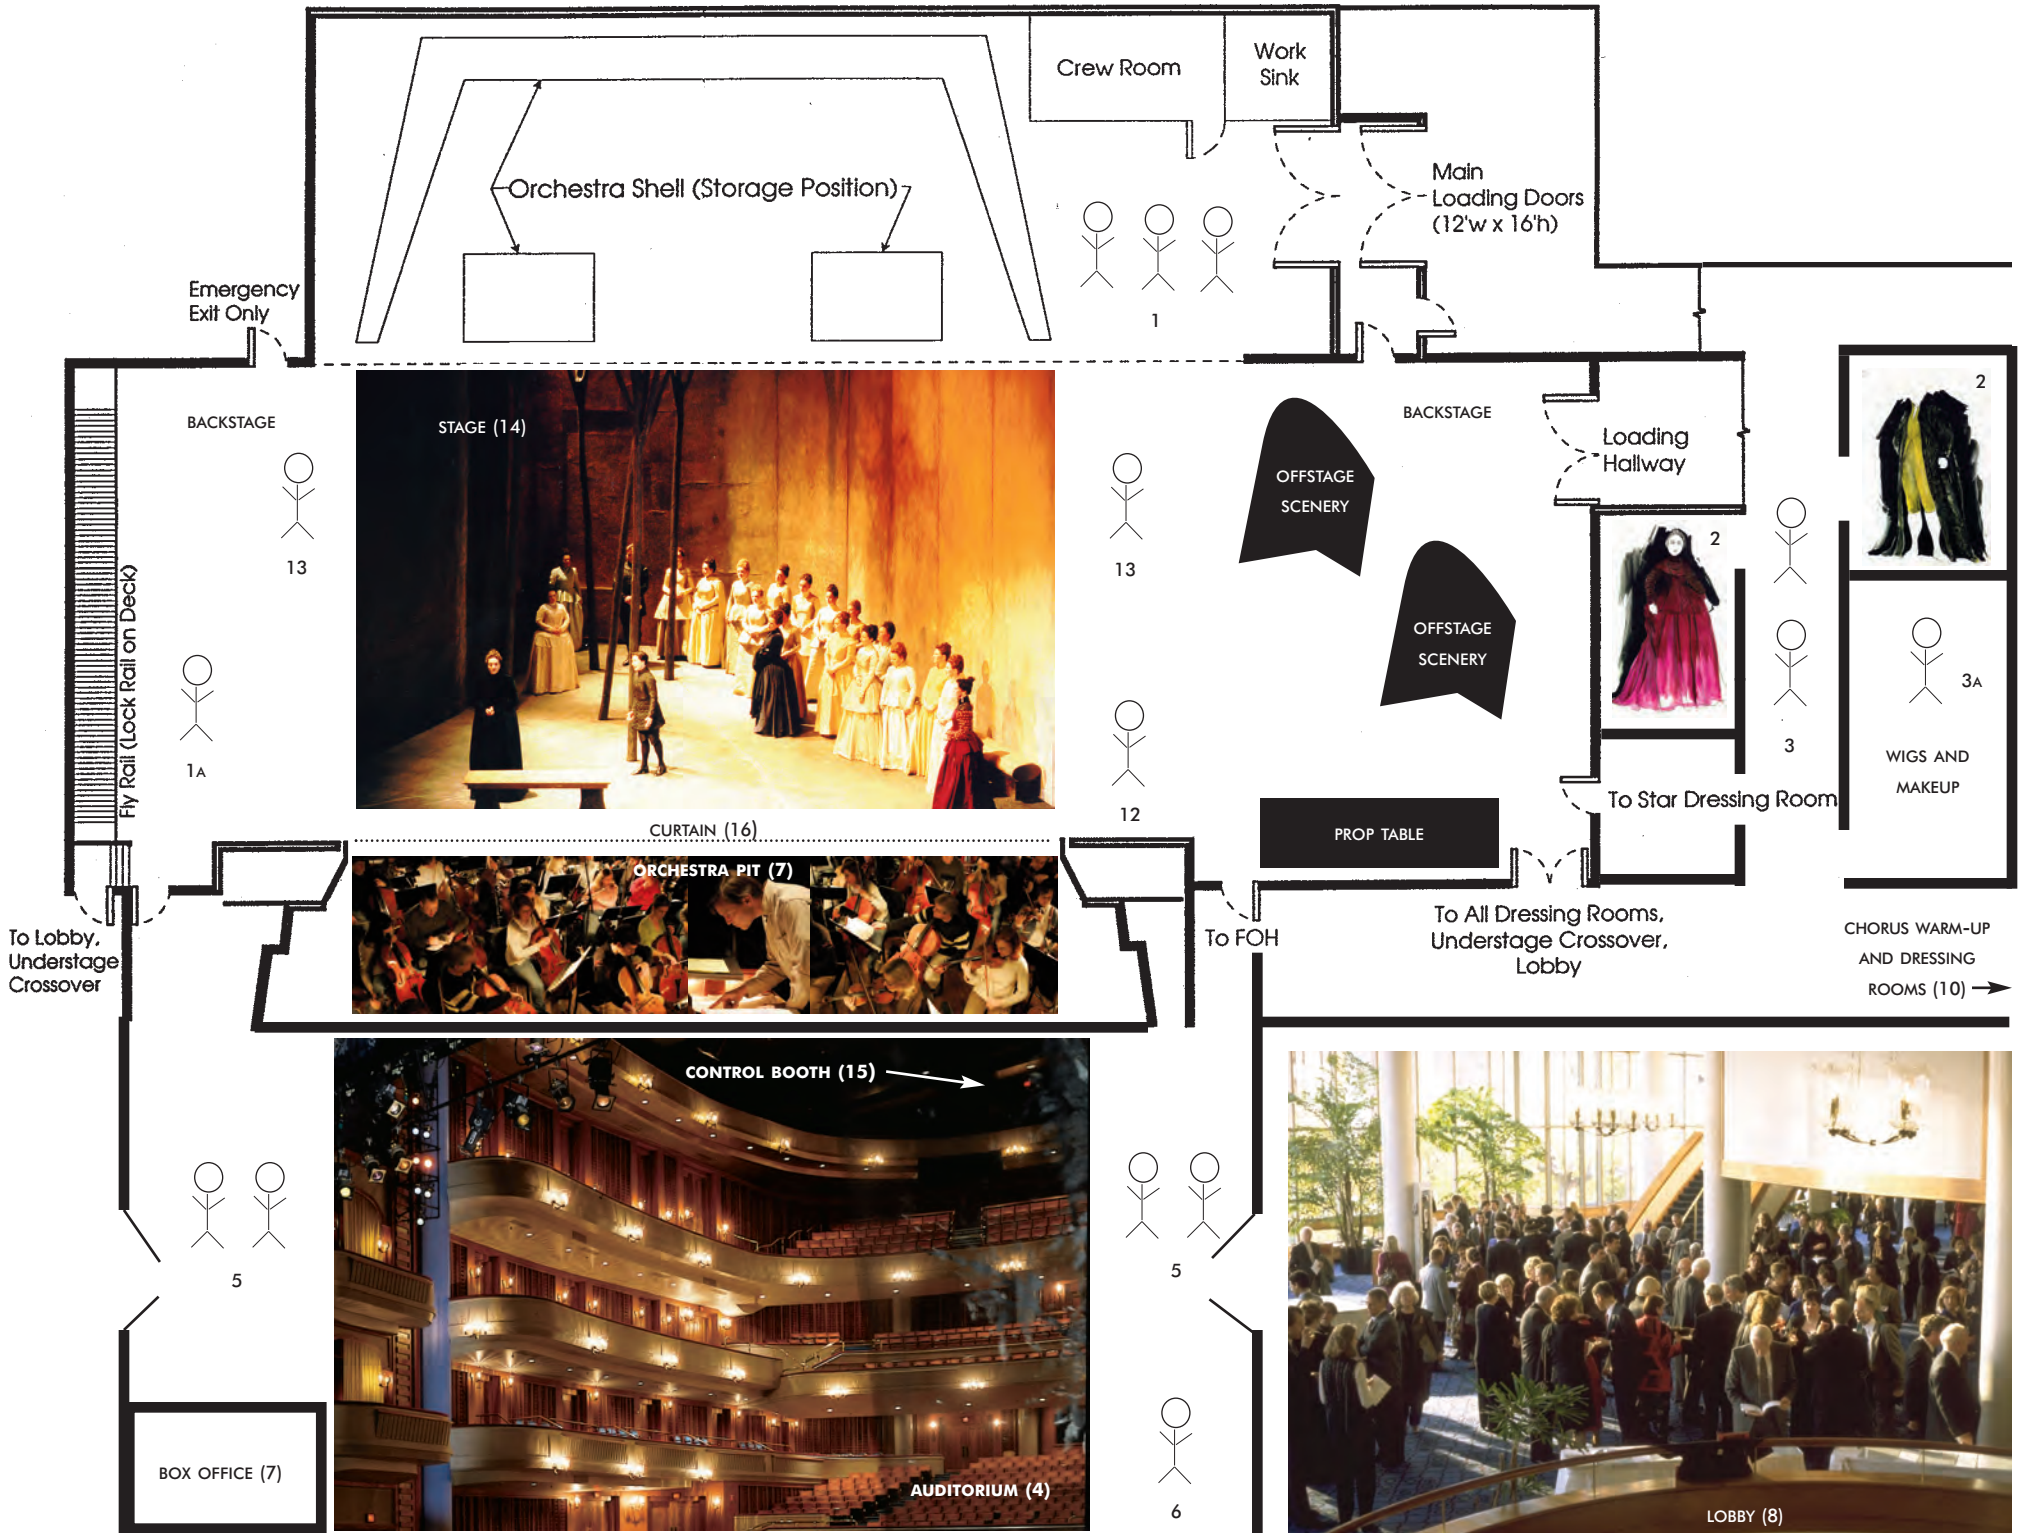 Crew Room
Work
Sink
Orchestra Shell (Storage Position)
Main
Loading Doors
(12'w x 16'h)
1
Emergency
Exit Only
BACKSTAGE
STAGE (14)
13
Fly Rail (Lock Rail on Deck)
1A
13
12
BACKSTAGE
OFFSTAGE
SCENERY
OFFSTAGE
SCENERY
Loading
Hallway
2
2
3
3A
WIGS AND
MAKEUP
To Star Dressing Room
PROP TABLE
CURTAIN (16)
ORCHESTRA PIT (7)
To Lobby,
Understage
Crossover
To FOH
To All Dressing Rooms,
Understage Crossover,
Lobby
CHORUS WARM-UP
AND DRESSING
ROOMS (10)
CONTROL BOOTH (15)
5
5
BOX OFFICE (7)
AUDITORIUM (4)
6
LOBBY (8)